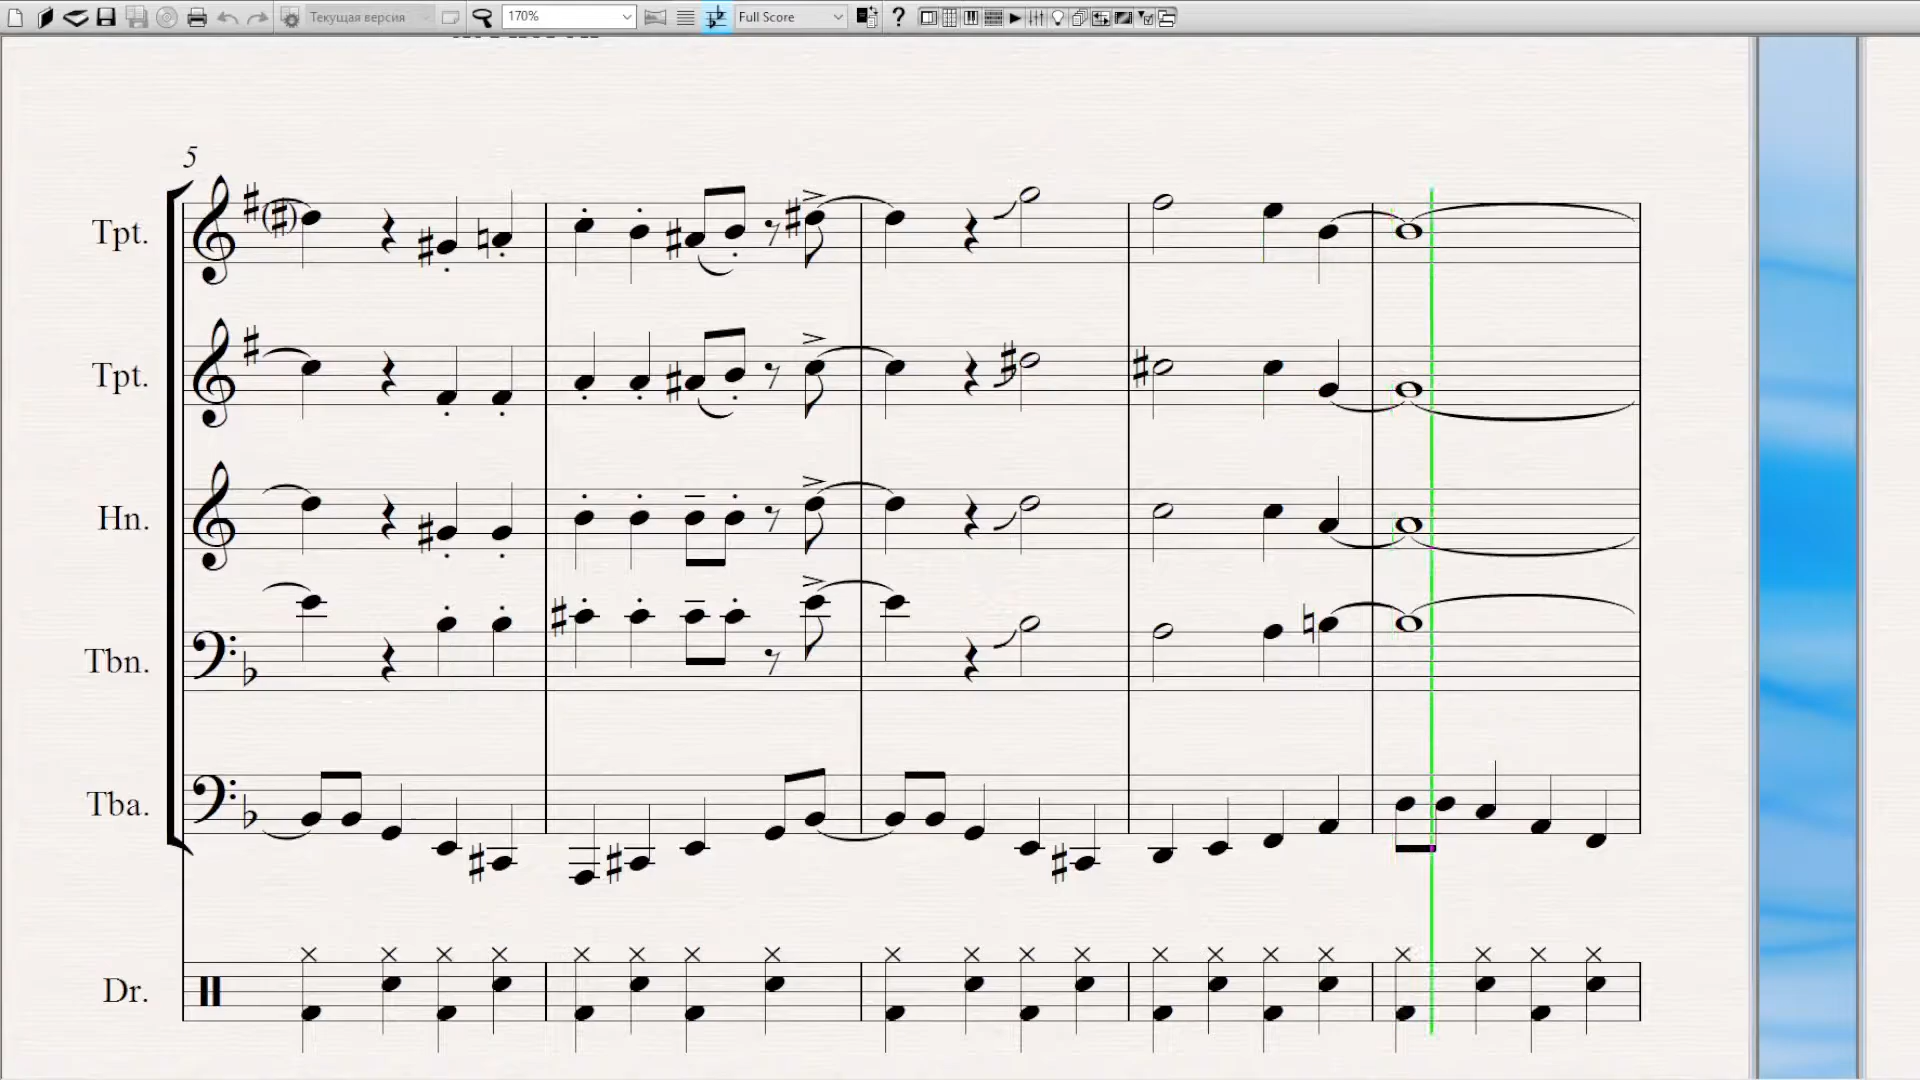 Текущая версия
170%
Full Score
?
5
Tpt.
Tpt.
Hn.
Tbn.
Tba.
Dr.